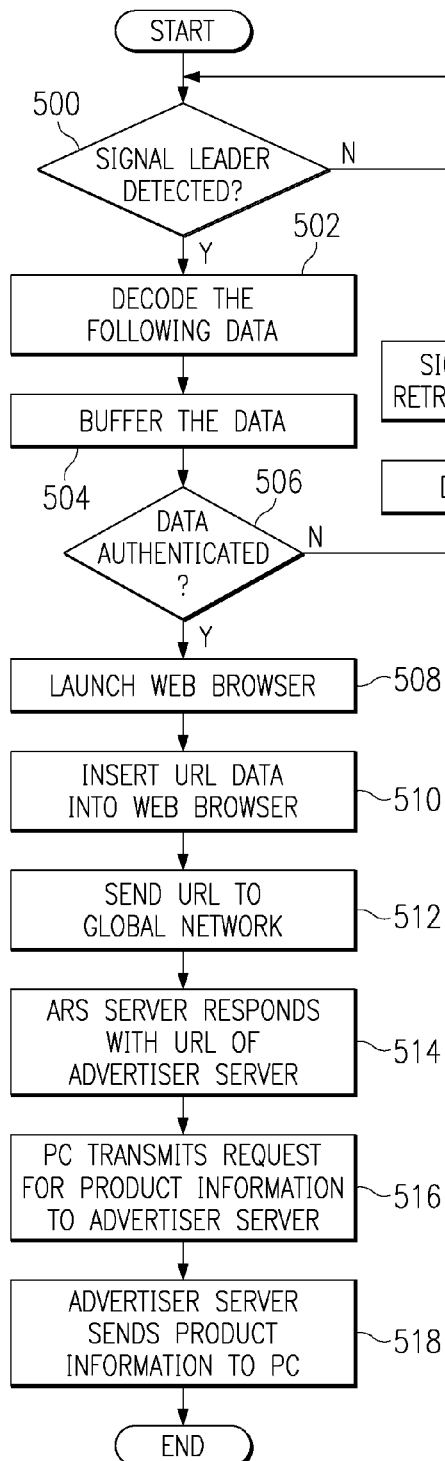 START
500
SIGNAL LEADER
DETECTED?
N
Y
502
DECODE THE
FOLLOWING DATA
BUFFER THE DATA
504
506
DATA
AUTHENTICATED
?
N
Y
LAUNCH WEB BROWSER
508
INSERT URL DATA
INTO WEB BROWSER
510
SEND URL TO
GLOBAL NETWORK
512
ARS SERVER RESPONDS
WITH URL OF
ADVERTISER SERVER
514
PC TRANSMITS REQUEST
FOR PRODUCT INFORMATION
TO ADVERTISER SERVER
516
ADVERTISER SERVER
SENDS PRODUCT
INFORMATION TO PC
518
END